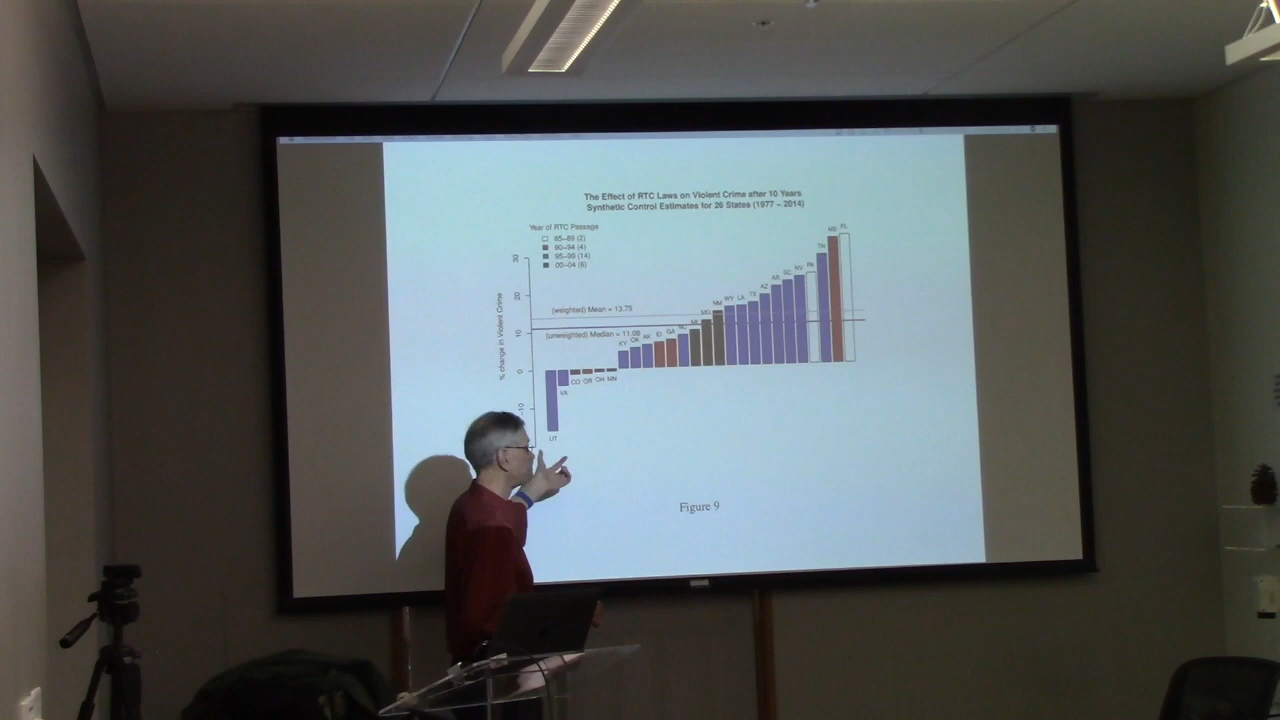 The Effect of RTC Laws on Violent Crime after 10 Years
Synthetic Control Estimates for 26 States (1977 – 2014)
Year of RTC Passage
85–89 (2)
90–94 (4)
95–99 (14)
00–04 (6)
% change in Violent Crime
30
20
10
0
−10
(weighted) Mean = 13.75
(unweighted) Median = 11.08
UT
VA
CO
OR
OH
MN
KY
OK
AK
ID
GA
NC
MI
MO
NM
WY
LA
TX
AZ
AR
SC
NV
PA
TN
MS
FL
Figure 9